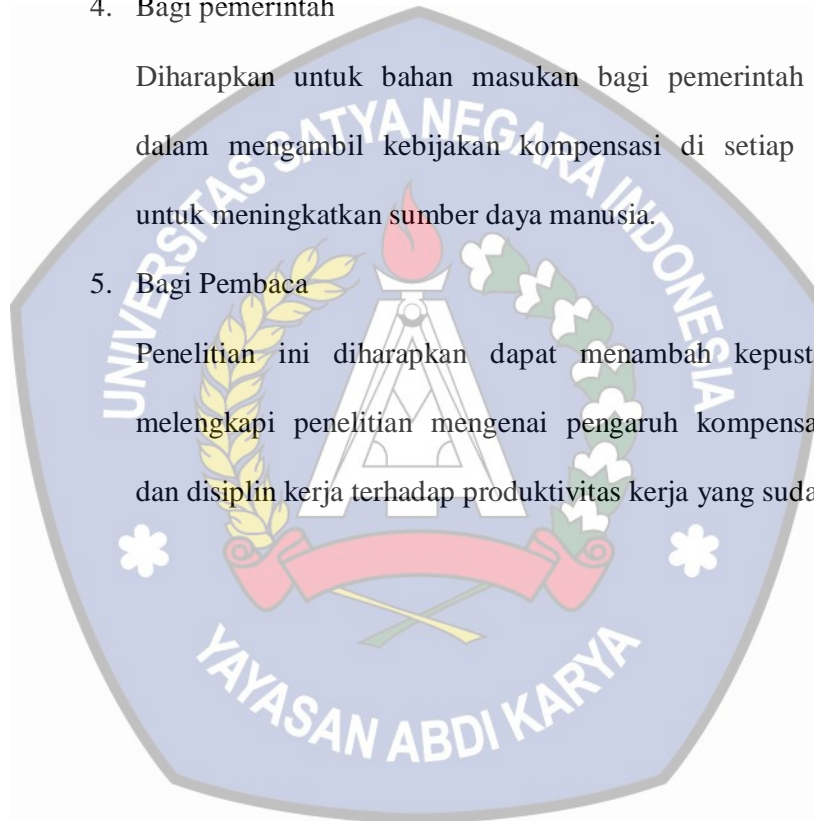 4. Bagi pemerintah
Diharapkan untuk bahan masukan bagi pemerintah
dalam mengambil kebijakan kompensasi di setiap
untuk meningkatkan sumber daya manusia.
5. Bagi Pembaca
Penelitian ini diharapkan dapat menambah kepust
melengkapi penelitian mengenai pengaruh kompensa
dan disiplin kerja terhadap produktivitas kerja yang suda
UNIVERSITAS SATYA NEGARA INDONESIA
YAYASAN ABDI KARYA